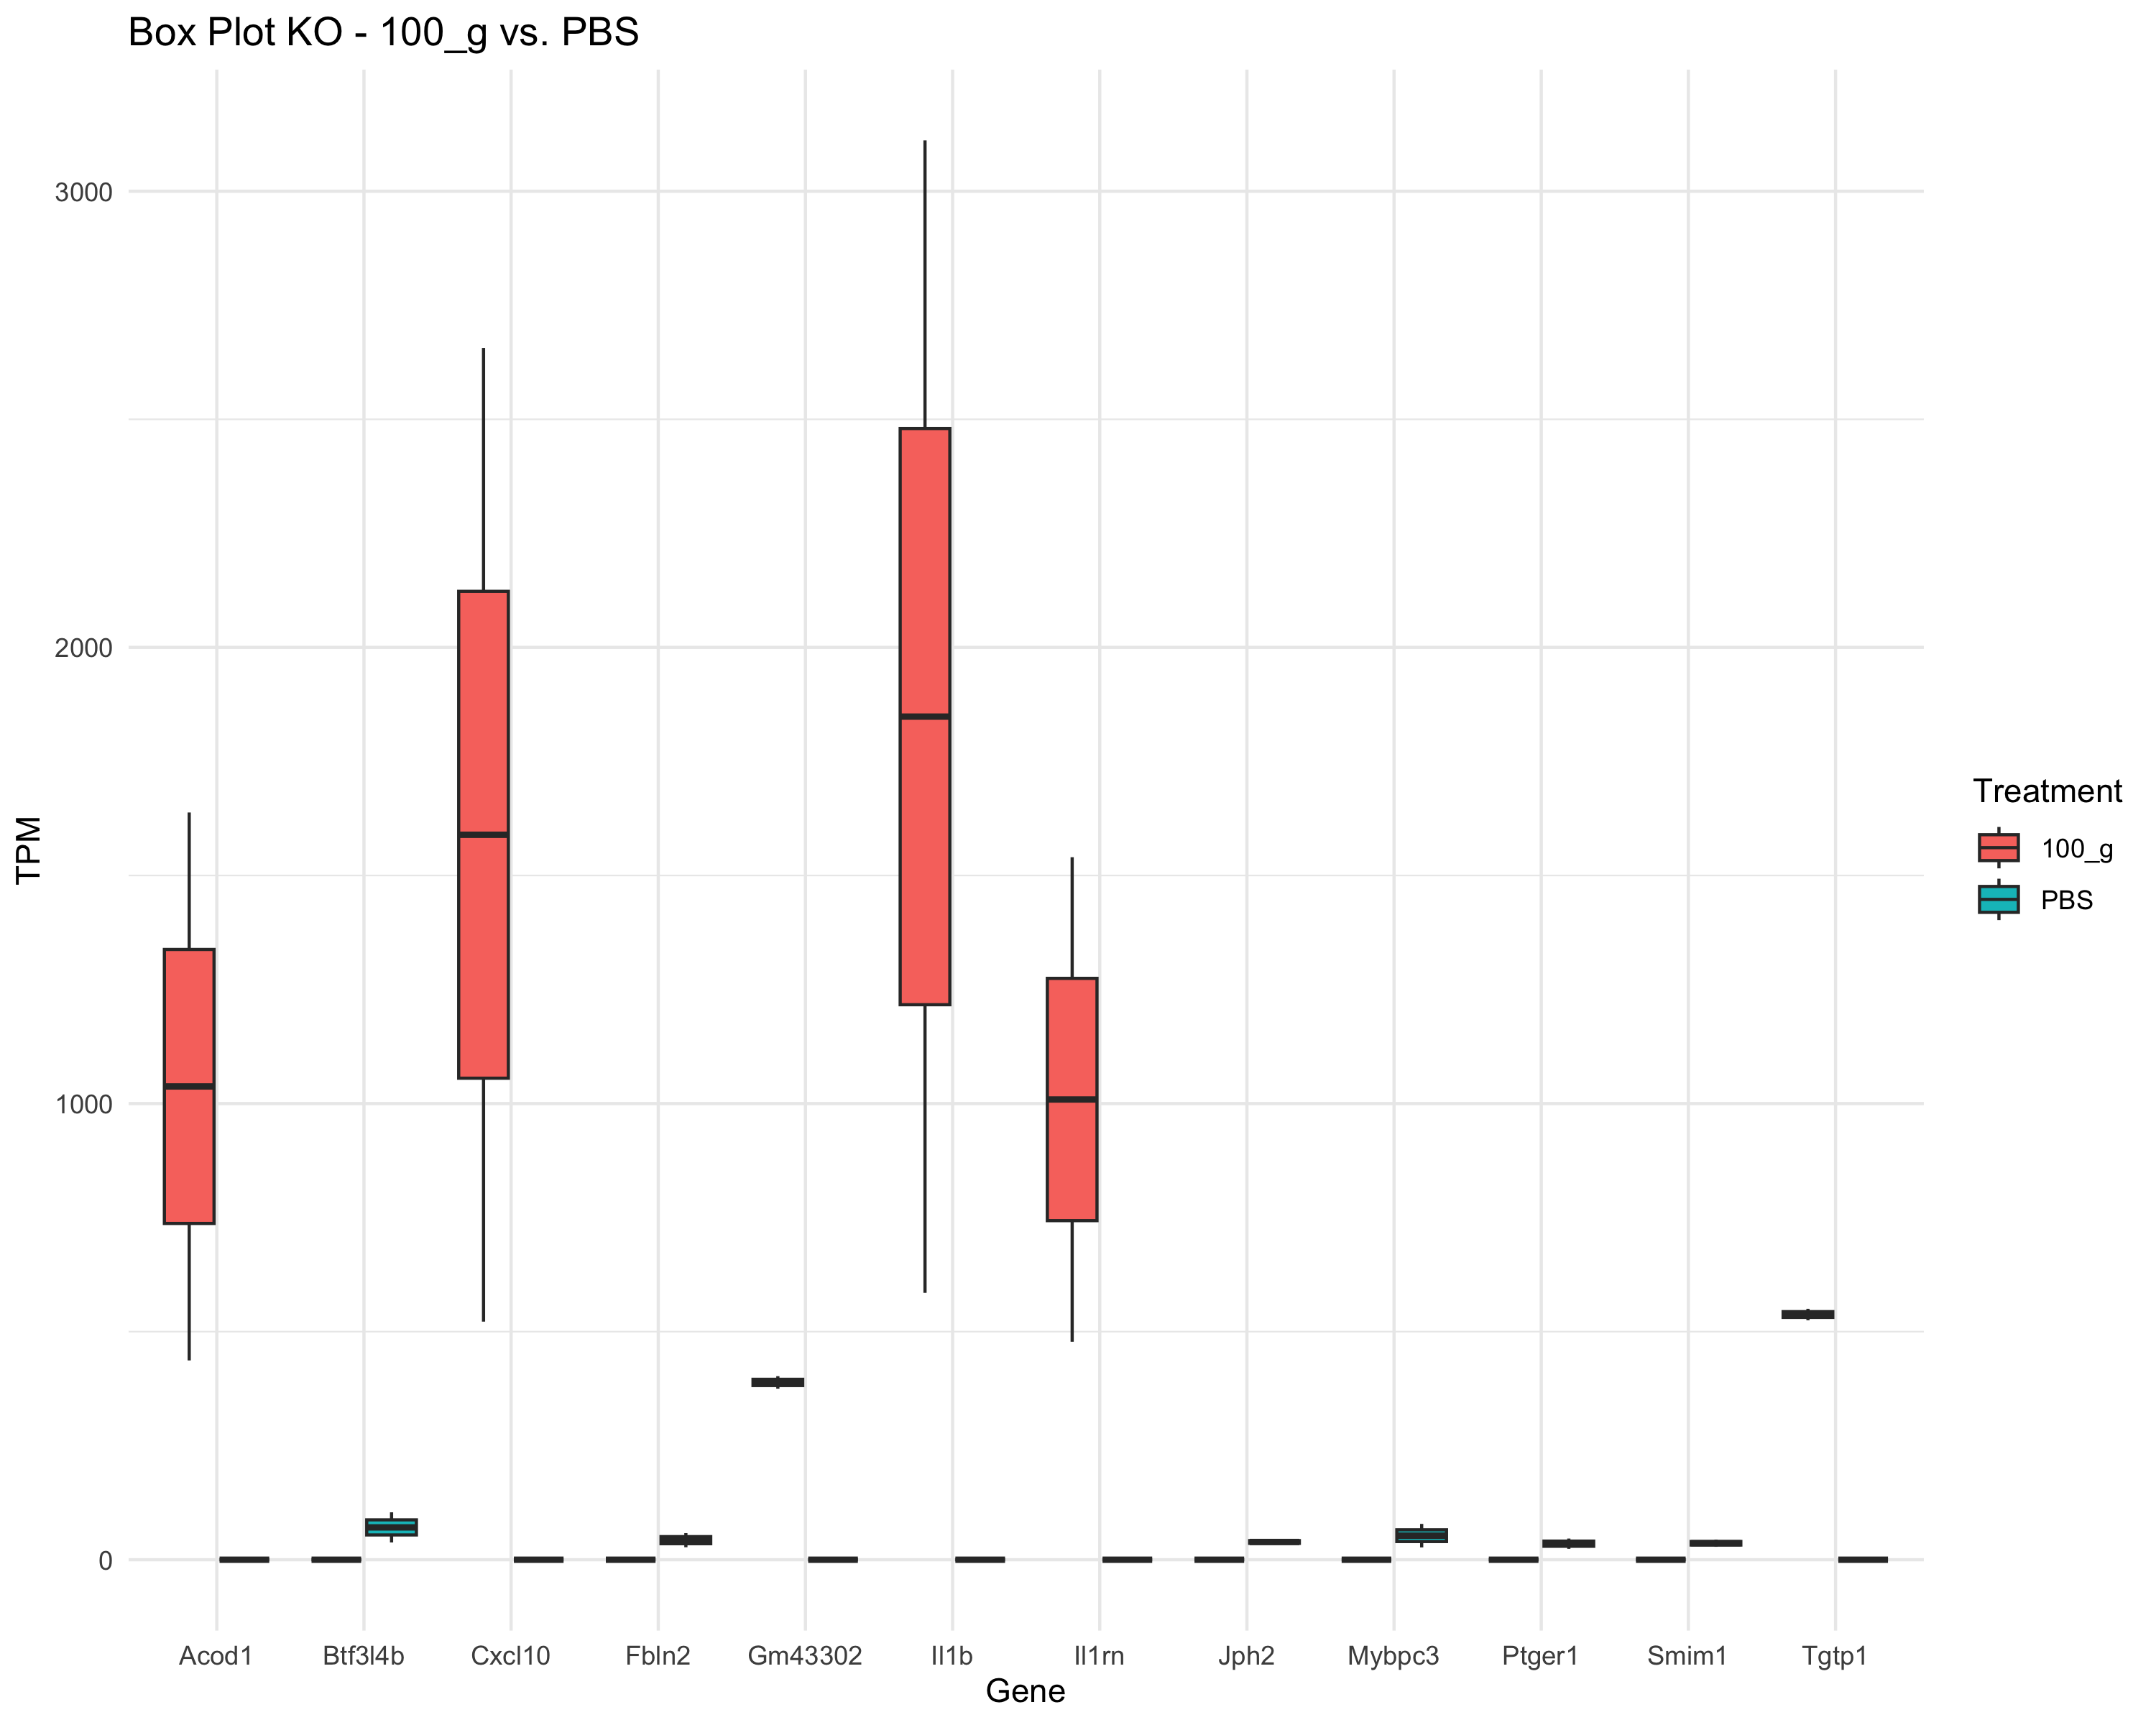 Box Plot KO - 100_g vs. PBS
3000
2000
1000
0
TPM
Acod1 Btf3l4b Cxcl10 Fbln2 Gm43302 Il1b Il1rn Jph2 Mybpc3 Ptger1 Smim1 Tgtp1
Gene
Treatment
100_g
PBS